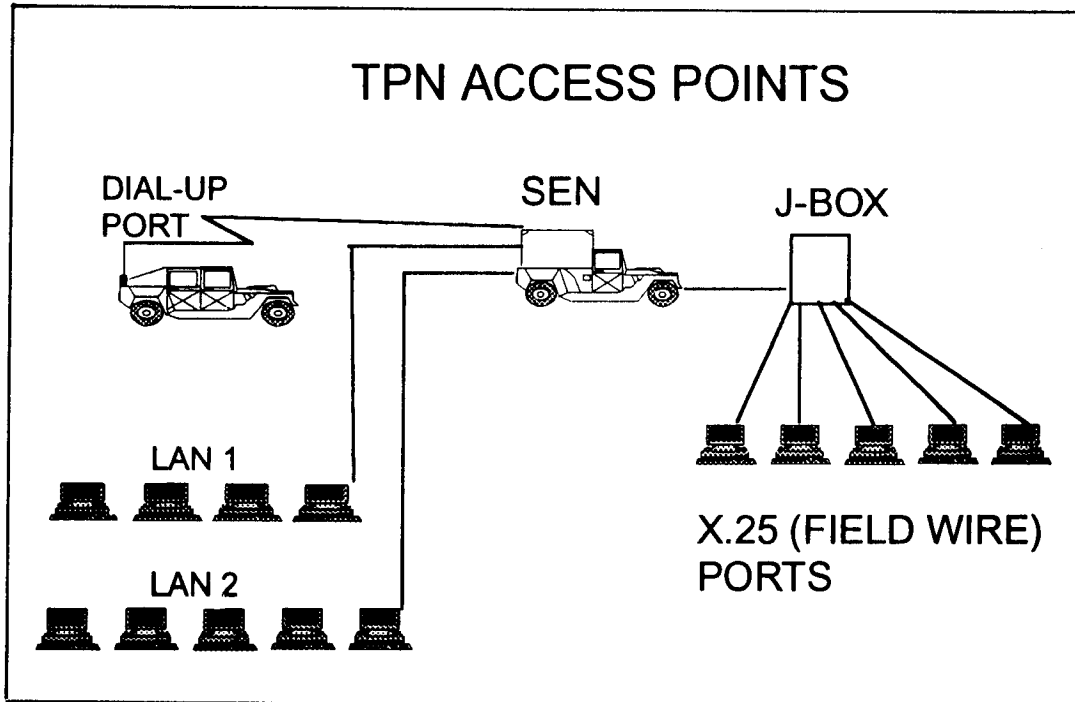 TPN ACCESS POINTS
DIAL-UP
PORT
SEN
J-BOX
LAN 1
LAN 2
X.25 (FIELD WIRE)
PORTS